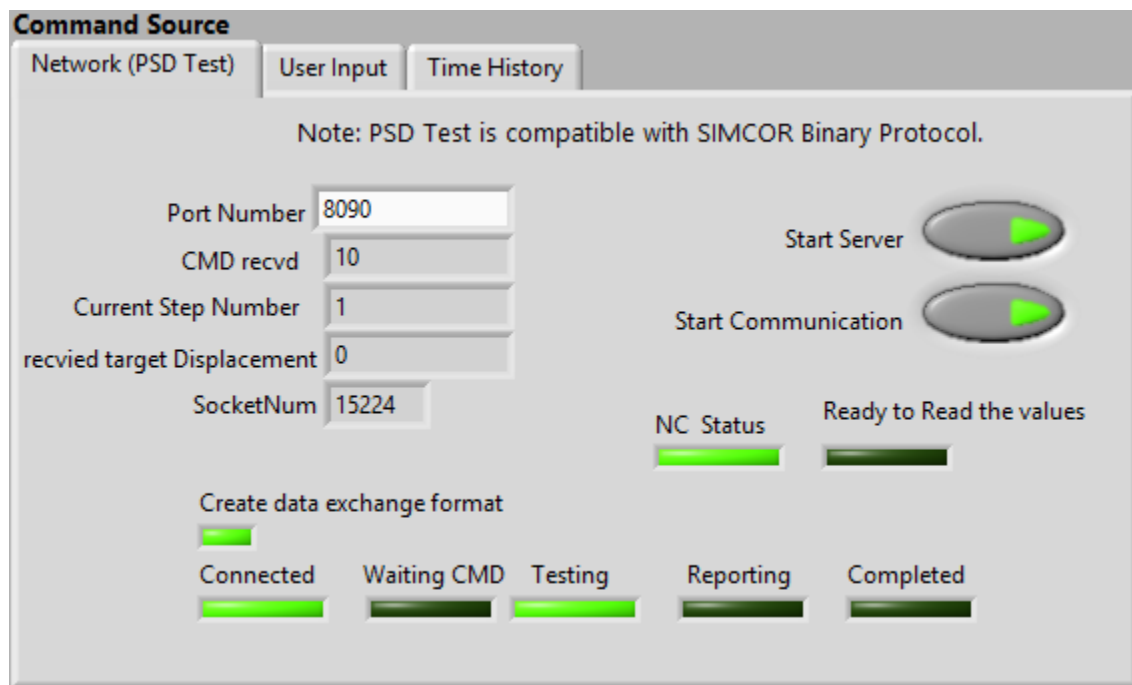 Command Source
Network (PSD Test) User Input Time History
Note: PSD Test is compatible with SIMCOR Binary Protocol.
Port Number 8090
CMD recvd 10
Current Step Number 1
recvied target Displacement 0
SocketNum 15224
Start Server
Start Communication
NC Status Ready to Read the values
Create data exchange format
Connected Waiting CMD Testing Reporting Completed